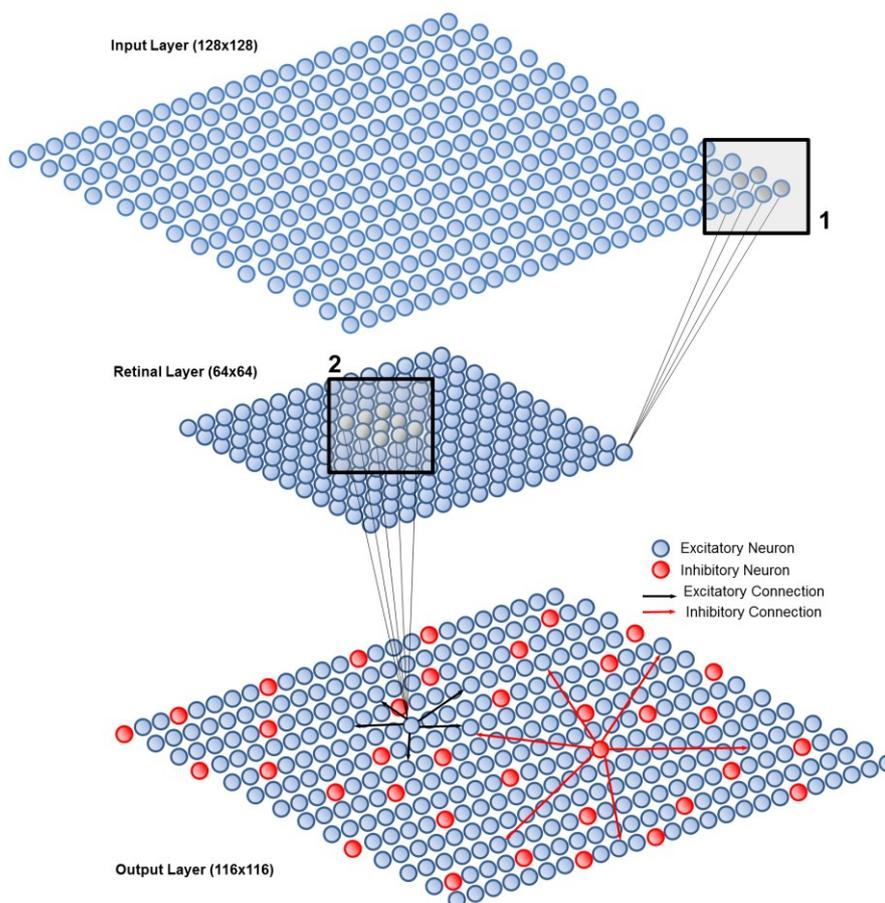 Input Layer (128x128)
1
Retinal Layer (64x64)
2
Excitatory Neuron
Inhibitory Neuron
Excitatory Connection
Inhibitory Connection
Output Layer (116x116)